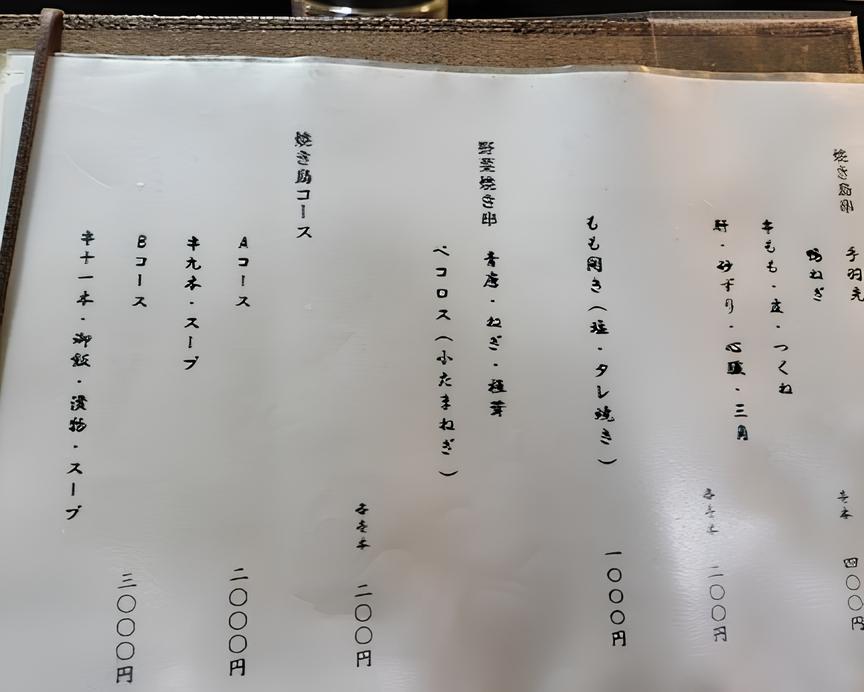 焼き鳥串 手羽先 壱本 四〇〇円
鴨ねぎ
串もも・皮・つくね
肝・砂ずり・心臓・三角 各壱本 二〇〇円
もも開き(塩・タレ焼き) 一〇〇〇円
野菜焼き串 青唐・ねぎ・椎茸
ペコロス(小たまねぎ) 各壱本 二〇〇円
焼き鳥コース
Aコース 二〇〇〇円
串九本・スープ
Bコース 三〇〇〇円
串十一本・御飯・漬物・スープ